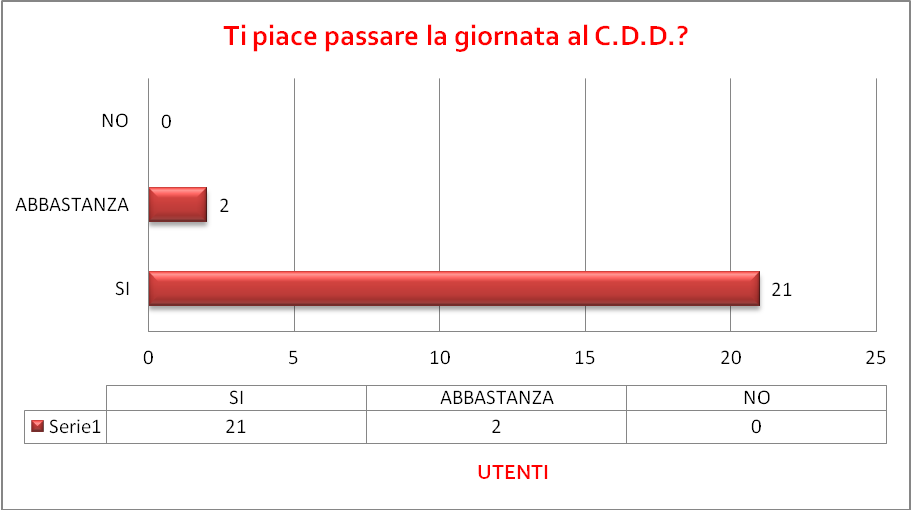 Ti piace passare la giornata al C.D.D.?
NO
0
ABBASTANZA
2
SI
21
0 5 10 15 20 25
SI ABBASTANZA NO
Serie1 21 2 0
UTENTI